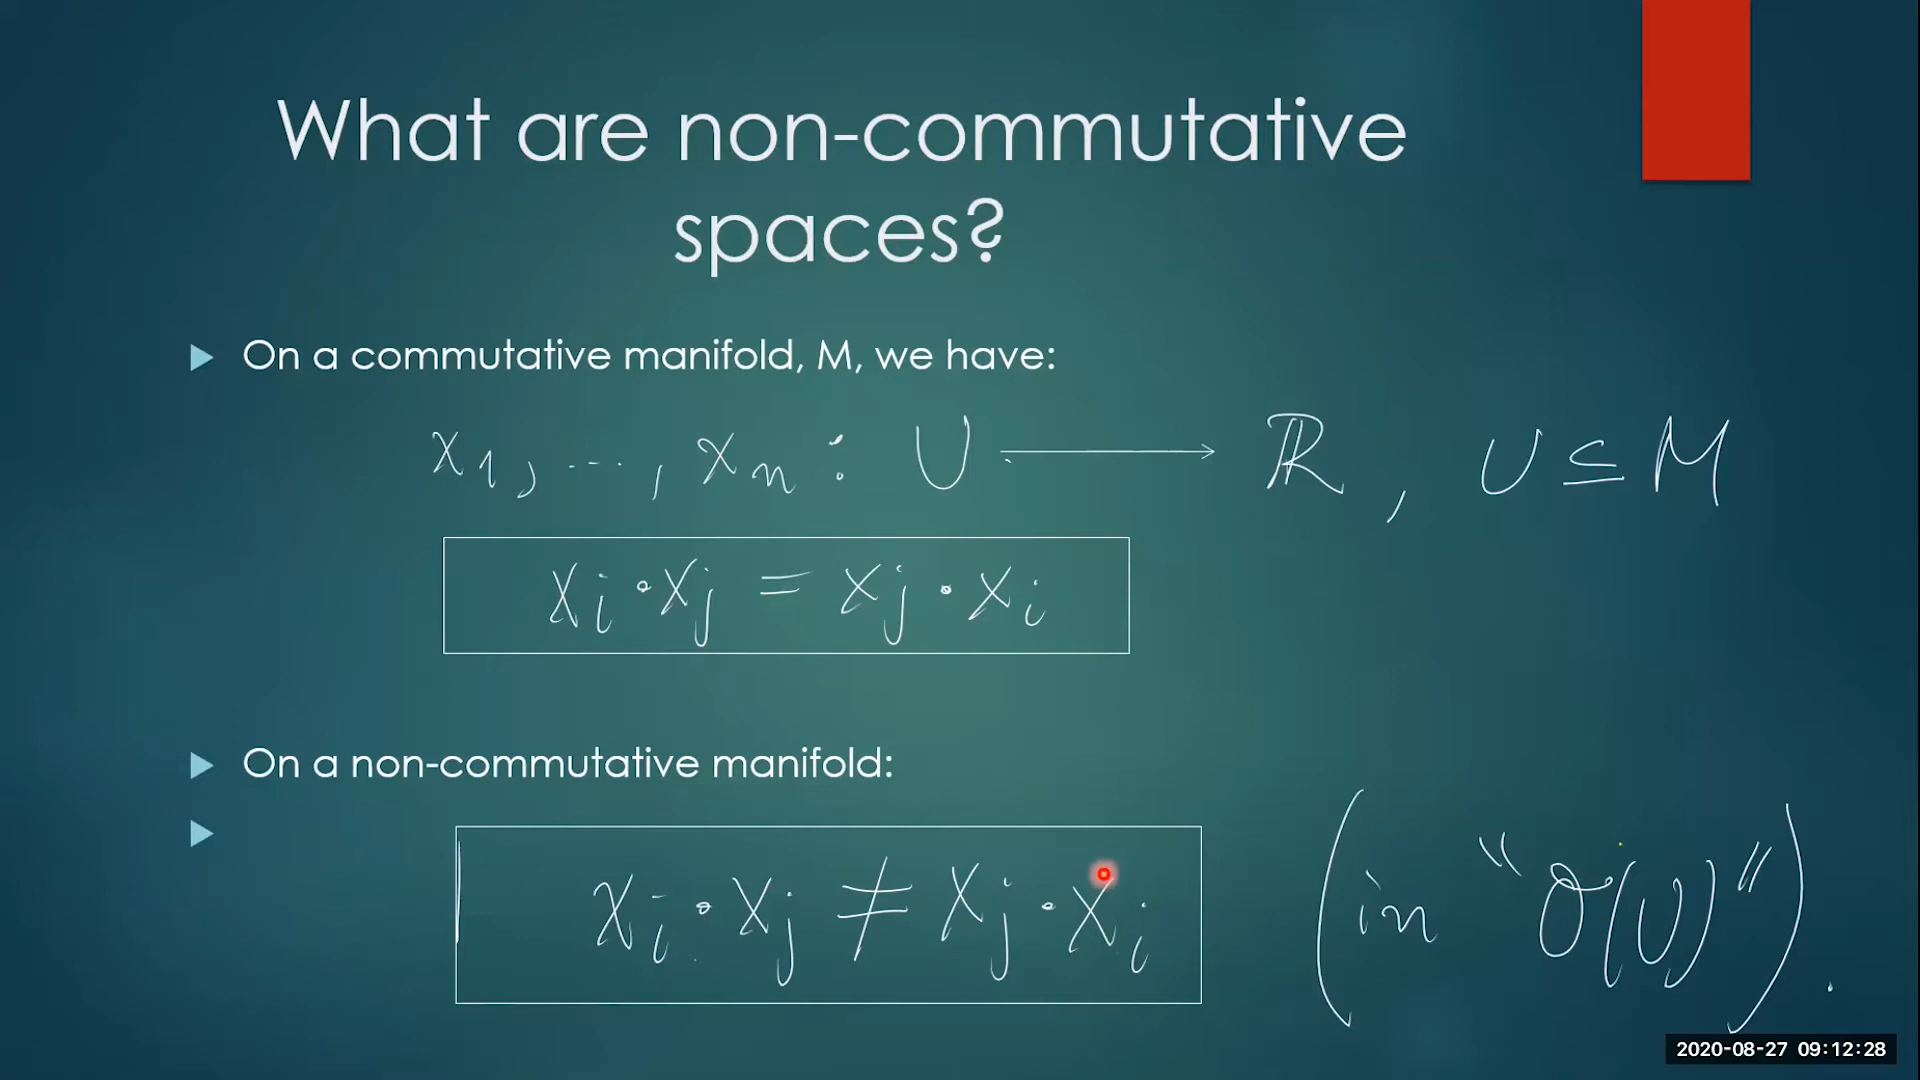 What are non-commutative
spaces?
On a commutative manifold, M, we have:
x₁, ..., xₙ : U ⟶ ℝ, U ⊆ M
xᵢ · xⱼ = xⱼ · xᵢ
On a non-commutative manifold:
xᵢ · xⱼ ≠ xⱼ · xᵢ (in "𝒪(U)").
2020-08-27 09:12:28